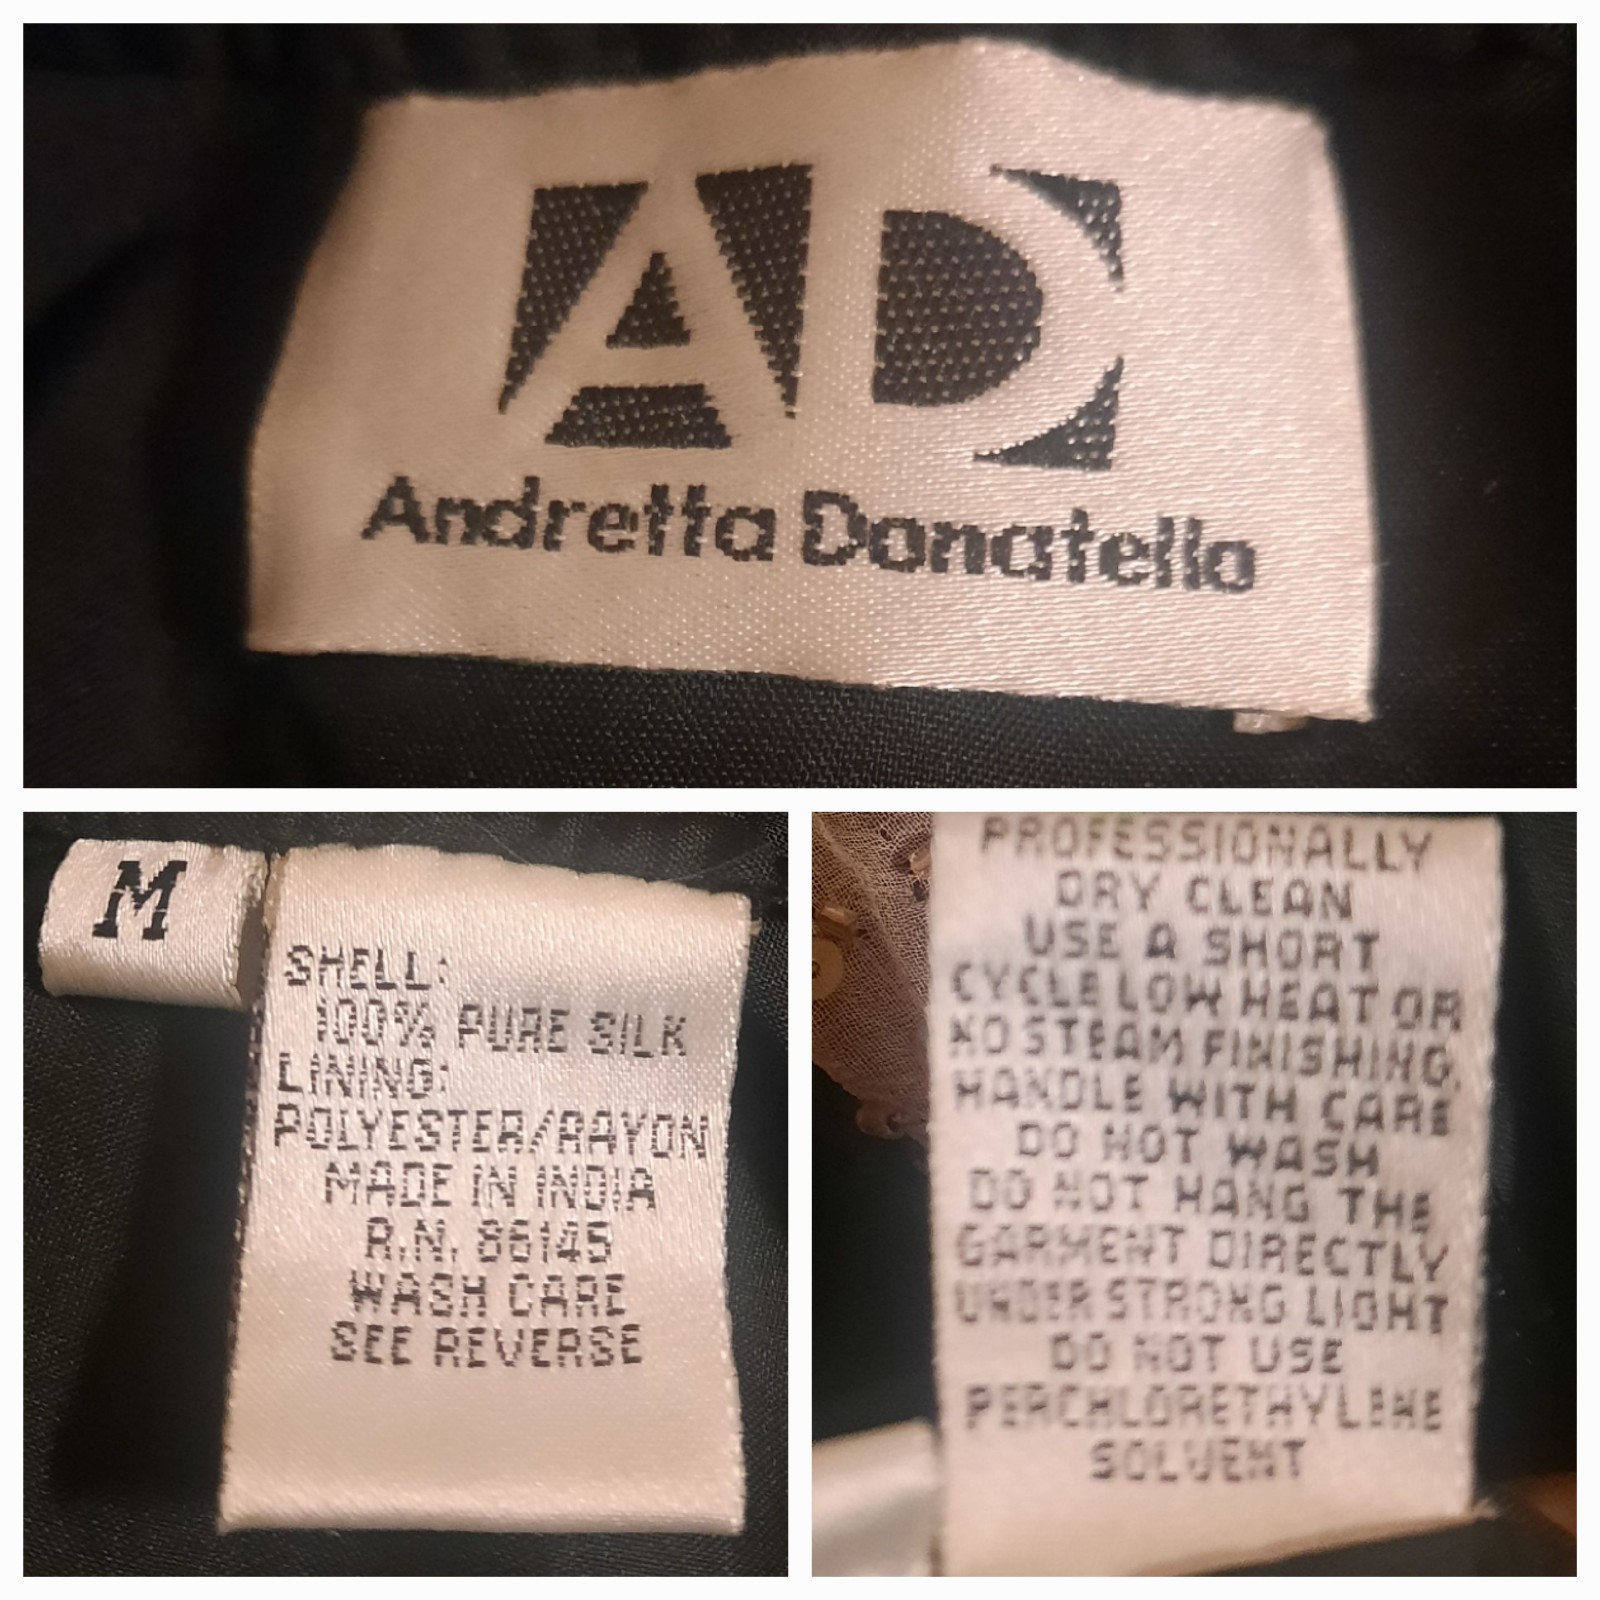 AD
Andretta Donatello
M
SHELL:
100% PURE SILK
LINING:
POLYESTER/RAYON
MADE IN INDIA
R.N. 86145
WASH CARE
SEE REVERSE
PROFESSIONALLY
DRY CLEAN
USE A SHORT
CYCLE LOW HEAT OR
NO STEAM FINISHING.
HANDLE WITH CARE
DO NOT WASH
DO NOT HANG THE
GARMENT DIRECTLY
UNDER STRONG LIGHT
DO NOT USE
PERCHLORETHYLENE
SOLVENT